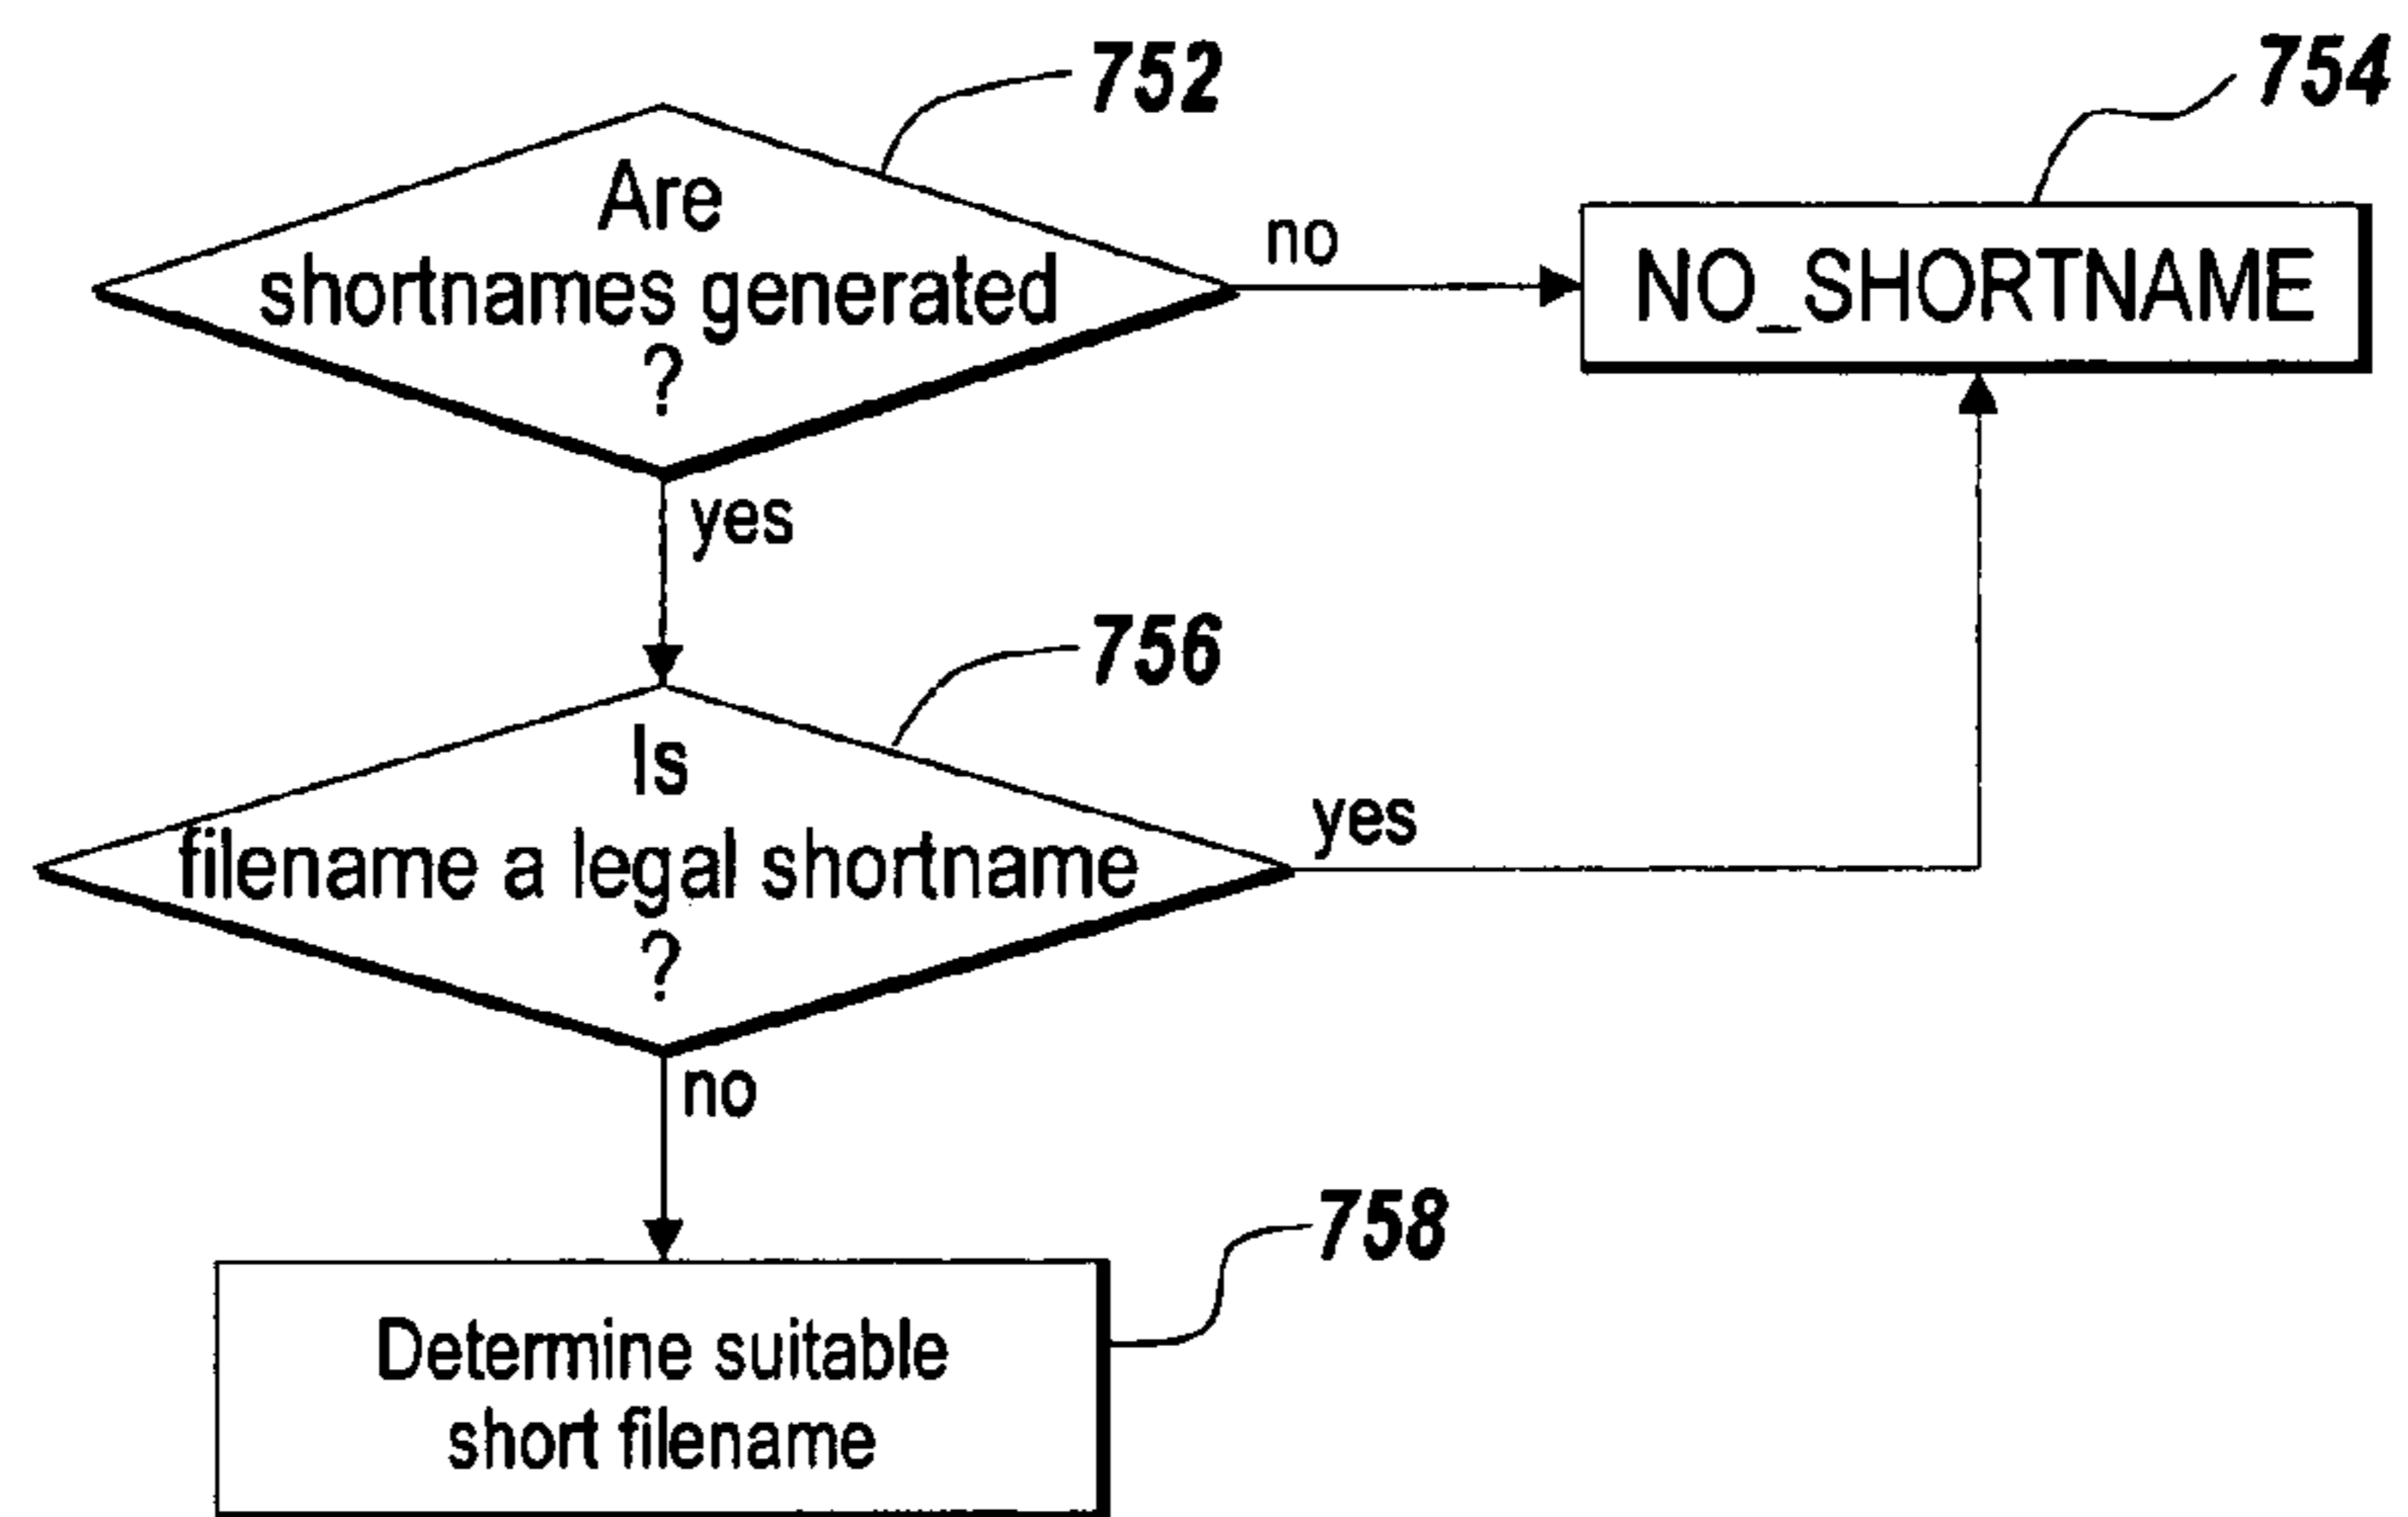 752
754
Are
shortnames generated
?
no
NO_SHORTNAME
yes
756
Is
filename a legal shortname
?
yes
no
758
Determine suitable
short filename